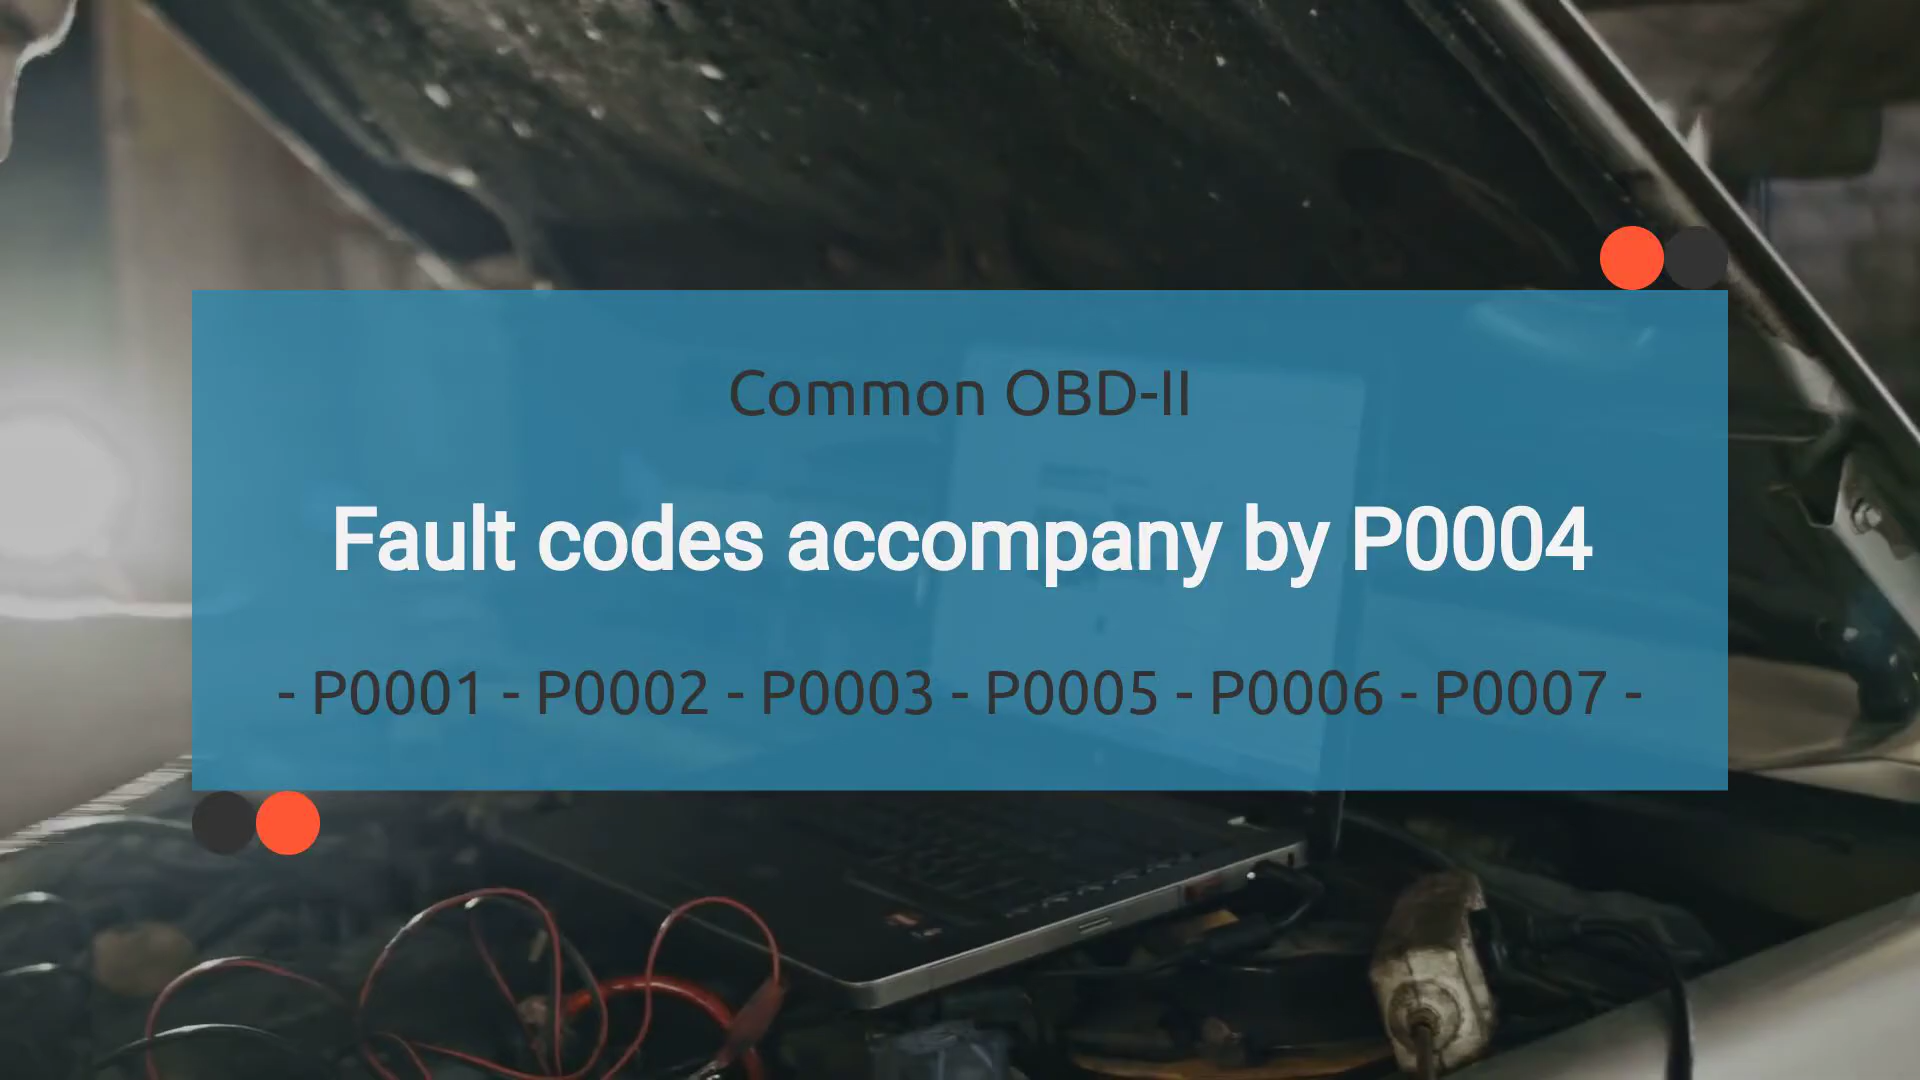 Common OBD-II
Fault codes accompany by P0004
- P0001 - P0002 - P0003 - P0005 - P0006 - P0007 -